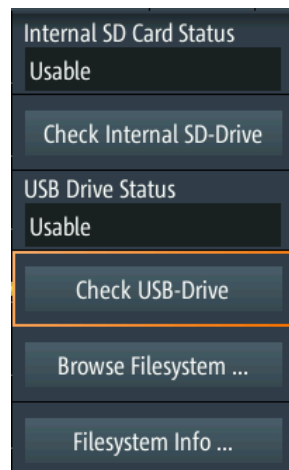 Internal SD Card Status
Usable
Check Internal SD-Drive
USB Drive Status
Usable
Check USB-Drive
Browse Filesystem ...
Filesystem Info ...